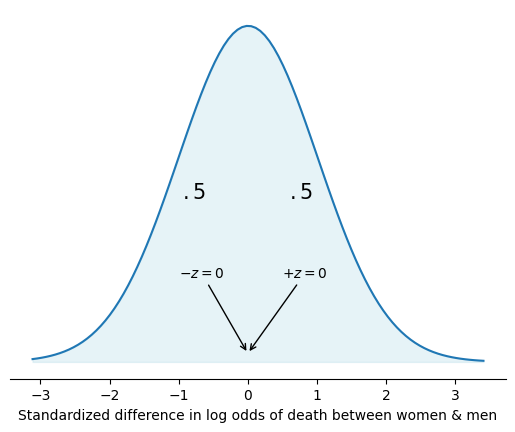 .5 .5
−z = 0 +z = 0
−3 −2 −1 0 1 2 3
Standardized difference in log odds of death between women & men